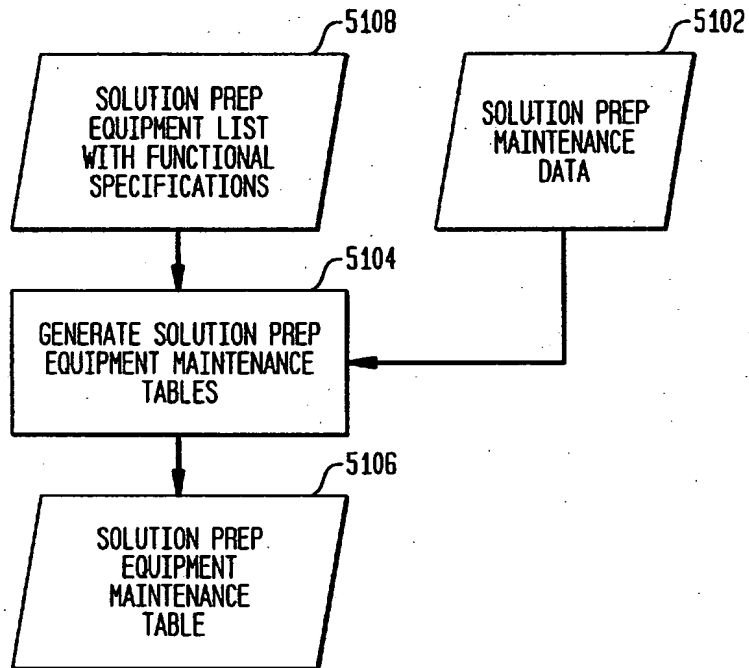 5108
SOLUTION PREP
EQUIPMENT LIST
WITH FUNCTIONAL
SPECIFICATIONS
5102
SOLUTION PREP
MAINTENANCE
DATA
5104
GENERATE SOLUTION PREP
EQUIPMENT MAINTENANCE
TABLES
5106
SOLUTION PREP
EQUIPMENT
MAINTENANCE
TABLE